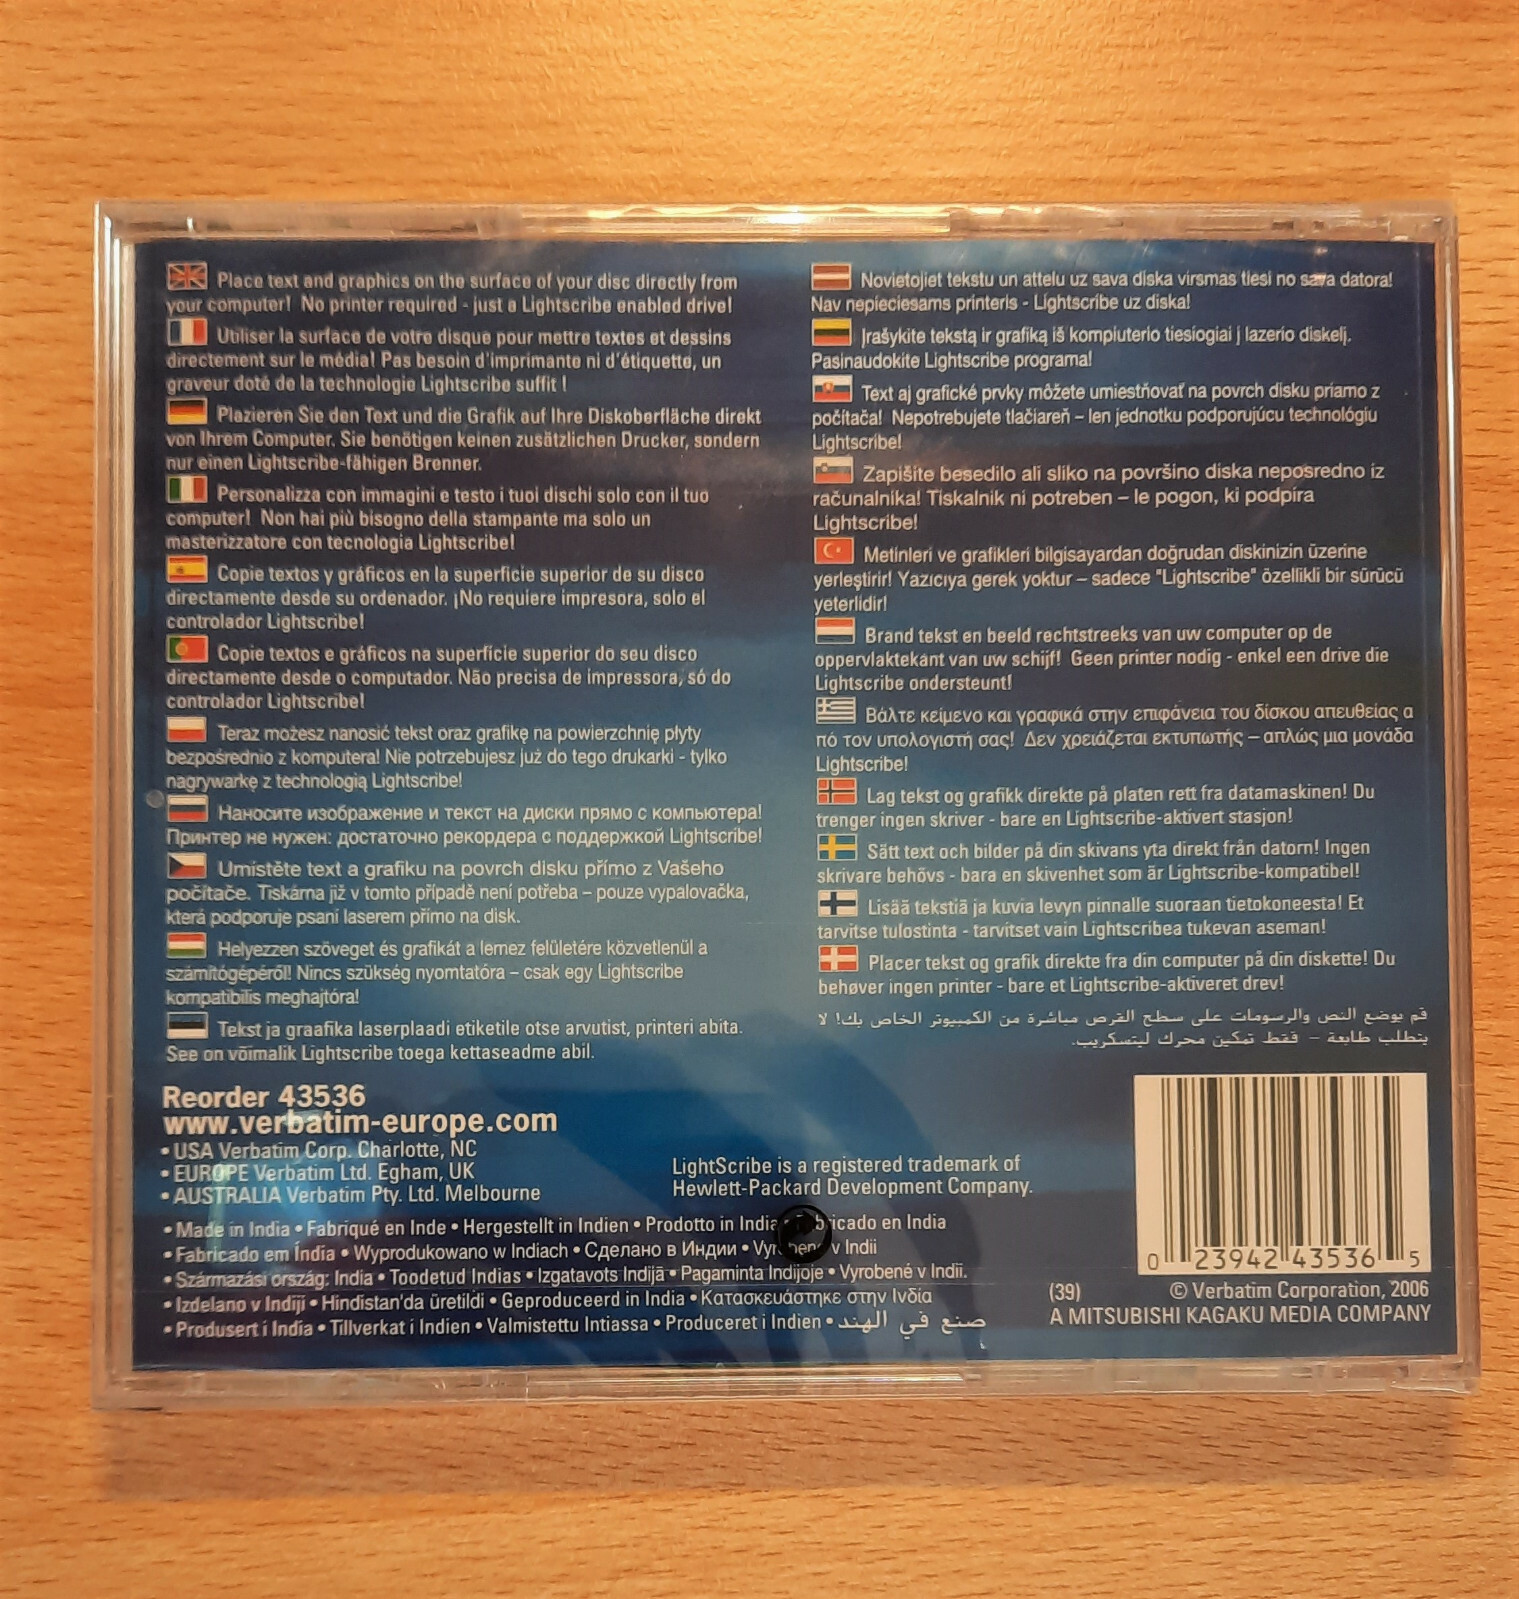 Place text and graphics on the surface of your disc directly from
your computer! No printer required - just a Lightscribe enabled drive!
Utiliser la surface de votre disque pour mettre textes et dessins
directement sur le média! Pas besoin d'imprimante ni d'étiquette, un
graveur doté de la technologie Lightscribe suffit !
Plazieren Sie den Text und die Grafik auf Ihre Diskoberfläche direkt
von Ihrem Computer. Sie benötigen keinen zusätzlichen Drucker, sondern
nur einen Lightscribe-fähigen Brenner.
Personalizza con immagini e testo i tuoi dischi solo con il tuo
computer! Non hai più bisogno della stampante ma solo un
masterizzatore con tecnologia Lightscribe!
Copie textos y gráficos en la superficie superior de su disco
directamente desde su ordenador. ¡No requiere impresora, solo el
controlador Lightscribe!
Copie textos e gráficos na superfície superior do seu disco
directamente desde o computador. Não precisa de impressora, só do
controlador Lightscribe!
Teraz możesz nanosić tekst oraz grafikę na powierzchnię płyty
bezpośrednio z komputera! Nie potrzebujesz już do tego drukarki - tylko
nagrywarkę z technologią Lightscribe!
Наносите изображение и текст на диски прямо с компьютера!
Принтер не нужен: достаточно рекордера с поддержкой Lightscribe!
Umístěte text a grafiku na povrch disku přímo z Vašeho
počítače. Tiskárna již v tomto případě není potřeba – pouze vypalovačka,
která podporuje psaní laserem přímo na disk.
Helyezzen szöveget és grafikát a lemez felületére közvetlenül a
számítógépéről! Nincs szükség nyomtatóra – csak egy Lightscribe
kompatibilis meghajtóra!
Tekst ja graafika laserplaadi etiketile otse arvutist, printeri abita.
See on võimalik Lightscribe toega kettaseadme abil.
Novietojiet tekstu un attelu uz sava diska virsmas tiesi no sava datora!
Nav nepieciesams printeris - Lightscribe uz diska!
Įrašykite tekstą ir grafiką iš kompiuterio tiesiogiai į lazerio diskelį.
Pasinaudokite Lightscribe programa!
Text aj grafické prvky môžete umiestňovať na povrch disku priamo z
počítača! Nepotrebujete tlačiareň – len jednotku podporujúcu technológiu
Lightscribe!
Zapišite besedilo ali sliko na površino diska neposredno iz
računalnika! Tiskalnik ni potreben – le pogon, ki podpira
Lightscribe!
Metinleri ve grafikleri bilgisayardan doğrudan diskinizin üzerine
yerleştirir! Yazıcıya gerek yoktur – sadece "Lightscribe" özellikli bir sürücü
yeterlidir!
Brand tekst en beeld rechtstreeks van uw computer op de
oppervlaktekant van uw schijf! Geen printer nodig - enkel een drive die
Lightscribe ondersteunt!
Βάλτε κείμενο και γραφικά στην επιφάνεια του δίσκου απευθείας α
πό τον υπολογιστή σας! Δεν χρειάζεται εκτυπωτής – απλώς μια μονάδα
Lightscribe!
Lag tekst og grafikk direkte på platen rett fra datamaskinen! Du
trenger ingen skriver - bare en Lightscribe-aktivert stasjon!
Sätt text och bilder på din skivans yta direkt från datorn! Ingen
skrivare behövs - bara en skivenhet som är Lightscribe-kompatibel!
Lisää tekstiä ja kuvia levyn pinnalle suoraan tietokoneesta! Et
tarvitse tulostinta - tarvitset vain Lightscribea tukevan aseman!
Placer tekst og grafik direkte fra din computer på din diskette! Du
behøver ingen printer - bare et Lightscribe-aktiveret drev!
قم بوضع النص والرسومات على سطح القرص مباشرة من الكمبيوتر الخاص بك! لا
يتطلب طابعة – فقط تمكين محرك ليتسكريب.
Reorder 43536
www.verbatim-europe.com
• USA Verbatim Corp. Charlotte, NC
• EUROPE Verbatim Ltd. Egham, UK
• AUSTRALIA Verbatim Pty. Ltd. Melbourne
LightScribe is a registered trademark of
Hewlett-Packard Development Company.
• Made in India • Fabriqué en Inde • Hergestellt in Indien • Prodotto in India • Fabricado en India
• Fabricado em Índia • Wyprodukowano w Indiach • Сделано в Индии • Vyrobeno v Indii
• Származási ország: India • Toodetud Indias • Izgatavots Indijā • Pagaminta Indijoje • Vyrobené v Indii.
• Izdelano v Indiji • Hindistan'da üretildi • Geproduceerd in India • Κατασκευάστηκε στην Ινδία
• Produsert i India • Tillverkat i Indien • Valmistettu Intiassa • Produceret i Indien • صنع في الهند
0 23942 43536 5
(39) © Verbatim Corporation, 2006
A MITSUBISHI KAGAKU MEDIA COMPANY